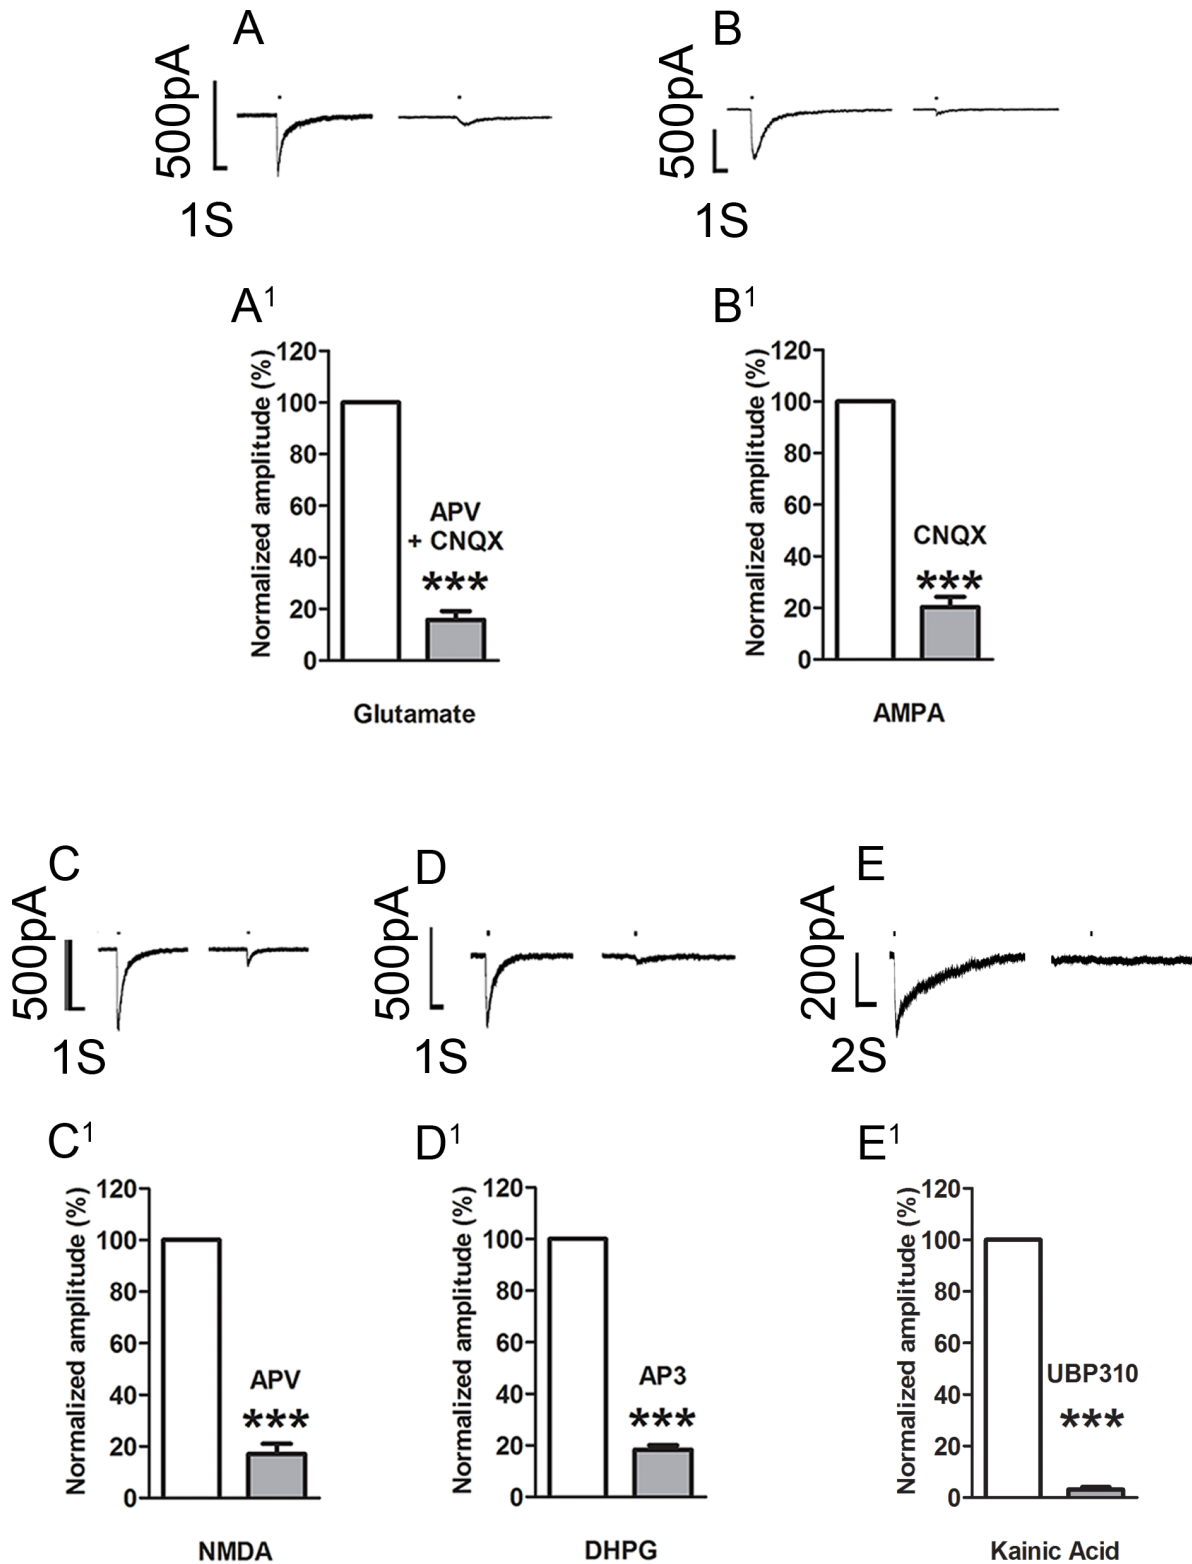 A
500pA
1S
B
500pA
1S
A1
Normalized amplitude (%)
120
100
80
60
40
20
0
APV
+ CNQX
***
Glutamate
B1
Normalized amplitude (%)
120
100
80
60
40
20
0
CNQX
***
AMPA
C
500pA
1S
D
500pA
1S
E
200pA
2S
C1
Normalized amplitude (%)
120
100
80
60
40
20
0
APV
***
NMDA
D1
Normalized amplitude (%)
120
100
80
60
40
20
0
AP3
***
DHPG
E1
Normalized amplitude (%)
120
100
80
60
40
20
0
UBP310
***
Kainic Acid